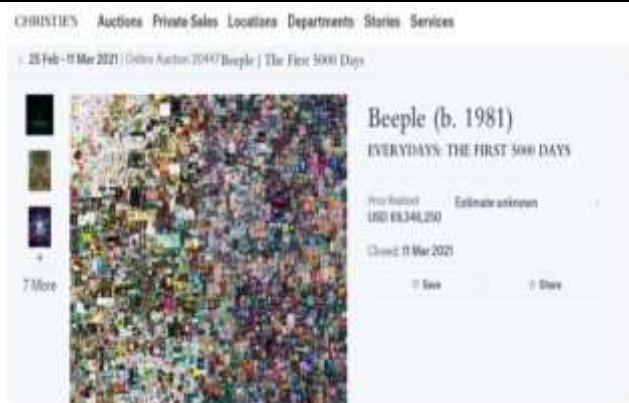 CHRISTIE'S Auctions Private Sales Locations Departments Stories Services
25 Feb - 11 Mar 2021 | Online Auction 20447 Beeple | The First 5000 Days
Beeple (b. 1981)
EVERYDAYS: THE FIRST 5000 DAYS
Price Realised Estimate unknown
USD 69,346,250
Closed: 11 Mar 2021
+
7 More
Save Share